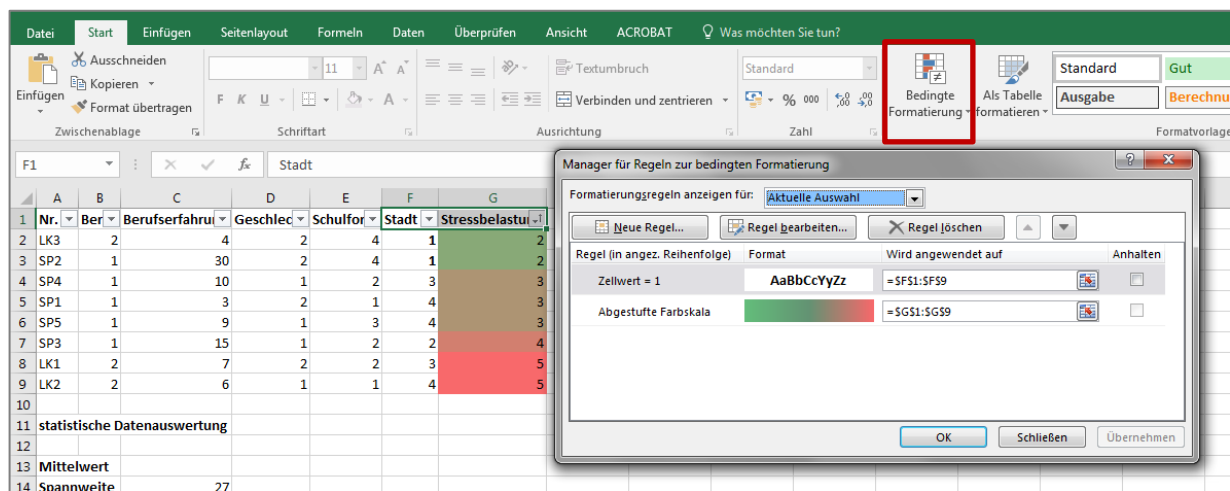 Datei Start Einfügen Seitenlayout Formeln Daten Überprüfen Ansicht ACROBAT Was möchten Sie tun?
Einfügen
Ausschneiden
Kopieren
Format übertragen
Zwischenablage
11 A A
F K U A
Schriftart
Textumbruch
Verbinden und zentrieren
Ausrichtung
Standard
% 000
Zahl
Bedingte
Formatierung
Als Tabelle
formatieren
Standard Gut
Ausgabe Berechnu
Formatvorlage
F1 fx Stadt
A B C D E F G
1 Nr. Ber Berufserfahru Geschlec Schulfor Stadt Stressbelastu
2 LK3 2 4 2 4 1 2
3 SP2 1 30 2 4 1 2
4 SP4 1 10 1 2 3 3
5 SP1 1 3 2 1 4 3
6 SP5 1 9 1 3 4 3
7 SP3 1 15 1 2 2 4
8 LK1 2 7 2 2 3 5
9 LK2 2 6 1 1 4 5
10
11 statistische Datenauswertung
12
13 Mittelwert
14 Spannweite 27
Manager für Regeln zur bedingten Formatierung
Formatierungsregeln anzeigen für: Aktuelle Auswahl
Neue Regel... Regel bearbeiten... Regel löschen
Regel (in angez. Reihenfolge) Format Wird angewendet auf Anhalten
Zellwert = 1 AaBbCcYyZz =$F$1:$F$9
Abgestufte Farbskala =$G$1:$G$9
OK Schließen Übernehmen